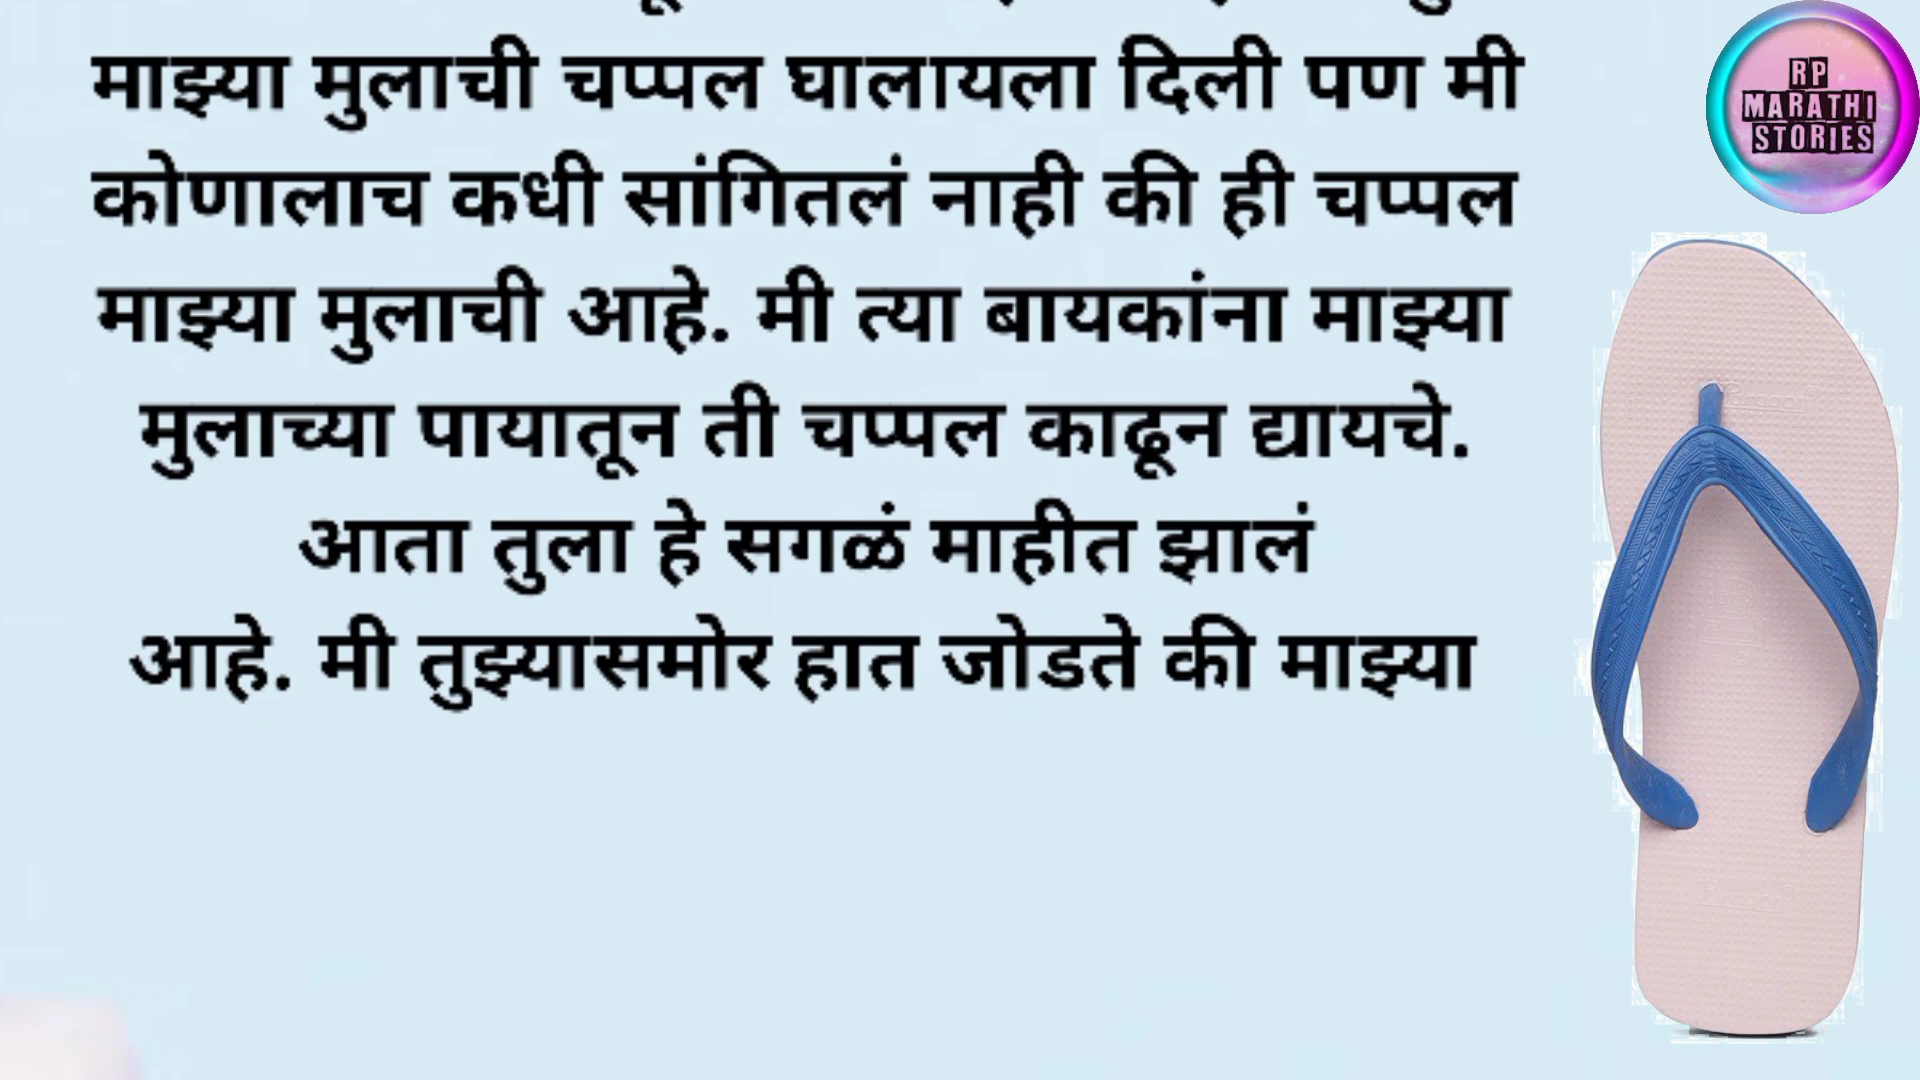 माझ्या मुलाची चप्पल घालायला दिली पण मी
कोणालाच कधी सांगितलं नाही की ही चप्पल
माझ्या मुलाची आहे. मी त्या बायकांना माझ्या
मुलाच्या पायातून ती चप्पल काढून द्यायचे.
आता तुला हे सगळं माहीत झालं
आहे. मी तुझ्यासमोर हात जोडते की माझ्या
RP
MARATHI
STORIES